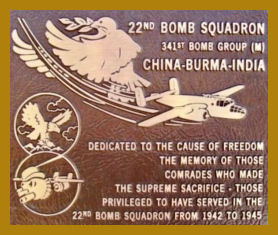 22ND BOMB SQUADRON
341ST BOMB GROUP (M)
CHINA-BURMA-INDIA
DEDICATED TO THE CAUSE OF FREEDOM
THE MEMORY OF THOSE
COMRADES WHO MADE
THE SUPREME SACRIFICE - THOSE
PRIVILEGED TO HAVE SERVED IN THE
22ND BOMB SQUADRON FROM 1942 TO 1945